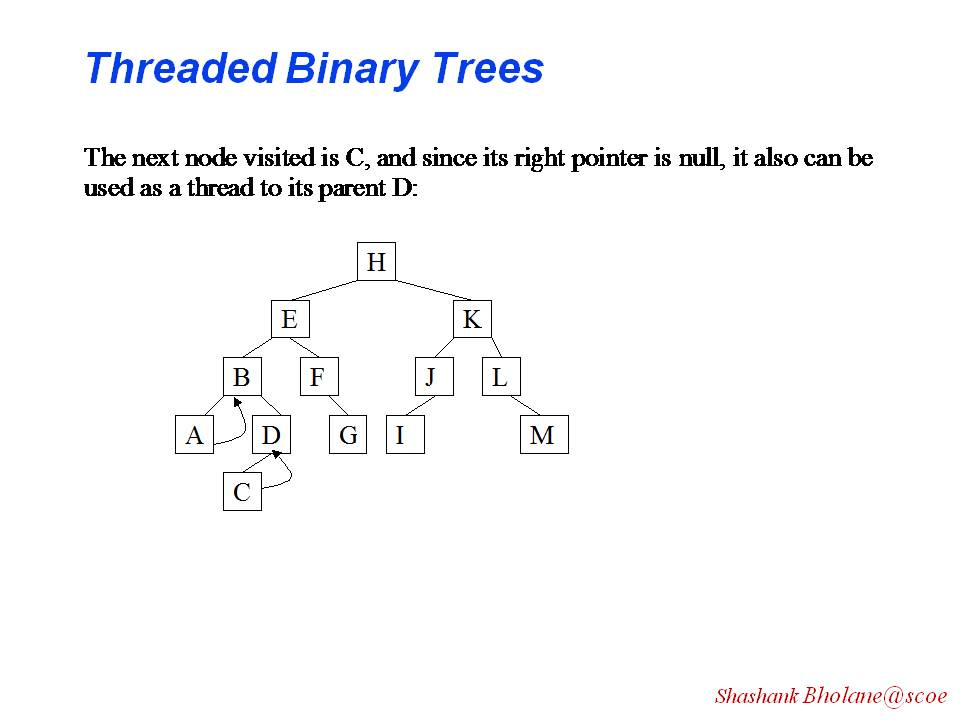 Threaded Binary Trees
The next node visited is C, and since its right pointer is null, it also can be
used as a thread to its parent D:
H
E K
B F J L
A D G I M
C
Shashank Bholane@scoe